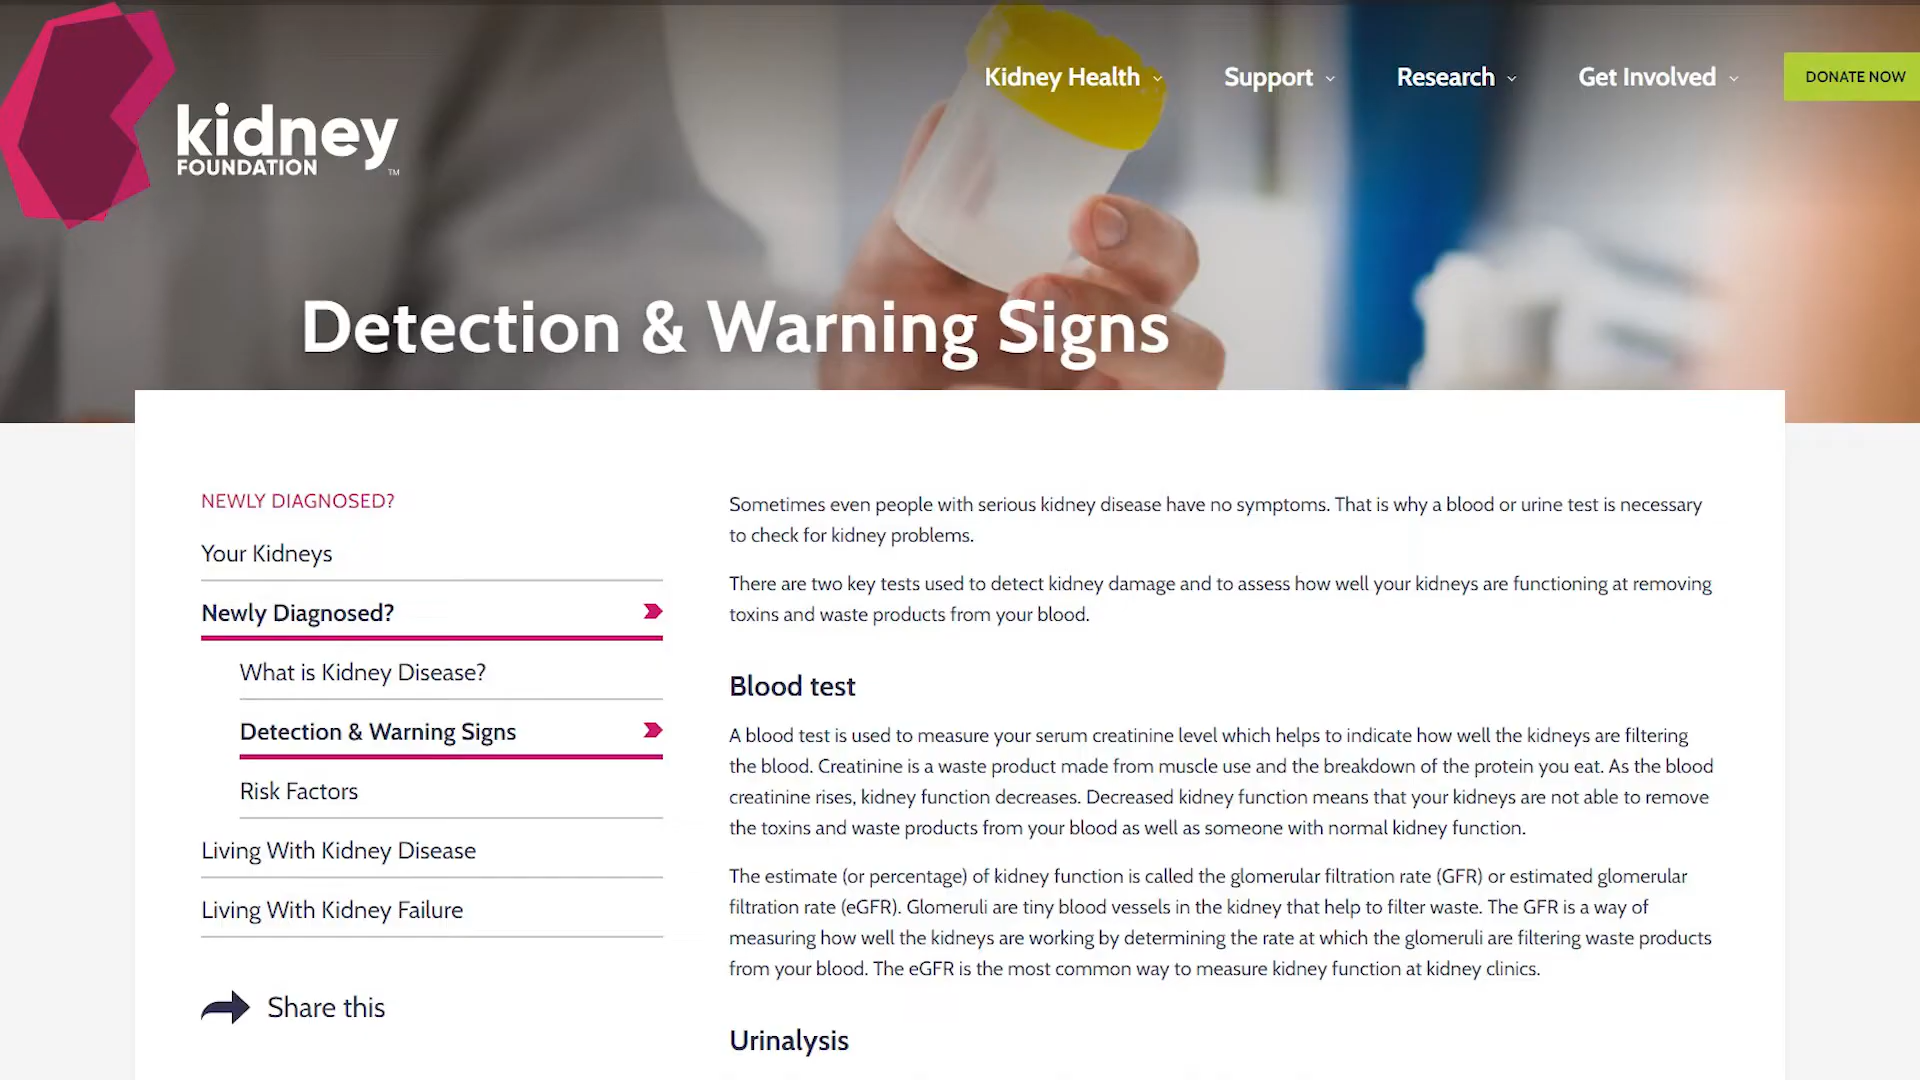 Kidney Health
Support
Research
Get Involved
DONATE NOW
kidney
FOUNDATION
TM
Detection & Warning Signs
NEWLY DIAGNOSED?
Your Kidneys
Newly Diagnosed?
What is Kidney Disease?
Detection & Warning Signs
Risk Factors
Living With Kidney Disease
Living With Kidney Failure
Share this
Sometimes even people with serious kidney disease have no symptoms. That is why a blood or urine test is necessary
to check for kidney problems.
There are two key tests used to detect kidney damage and to assess how well your kidneys are functioning at removing
toxins and waste products from your blood.
Blood test
A blood test is used to measure your serum creatinine level which helps to indicate how well the kidneys are filtering
the blood. Creatinine is a waste product made from muscle use and the breakdown of the protein you eat. As the blood
creatinine rises, kidney function decreases. Decreased kidney function means that your kidneys are not able to remove
the toxins and waste products from your blood as well as someone with normal kidney function.
The estimate (or percentage) of kidney function is called the glomerular filtration rate (GFR) or estimated glomerular
filtration rate (eGFR). Glomeruli are tiny blood vessels in the kidney that help to filter waste. The GFR is a way of
measuring how well the kidneys are working by determining the rate at which the glomeruli are filtering waste products
from your blood. The eGFR is the most common way to measure kidney function at kidney clinics.
Urinalysis